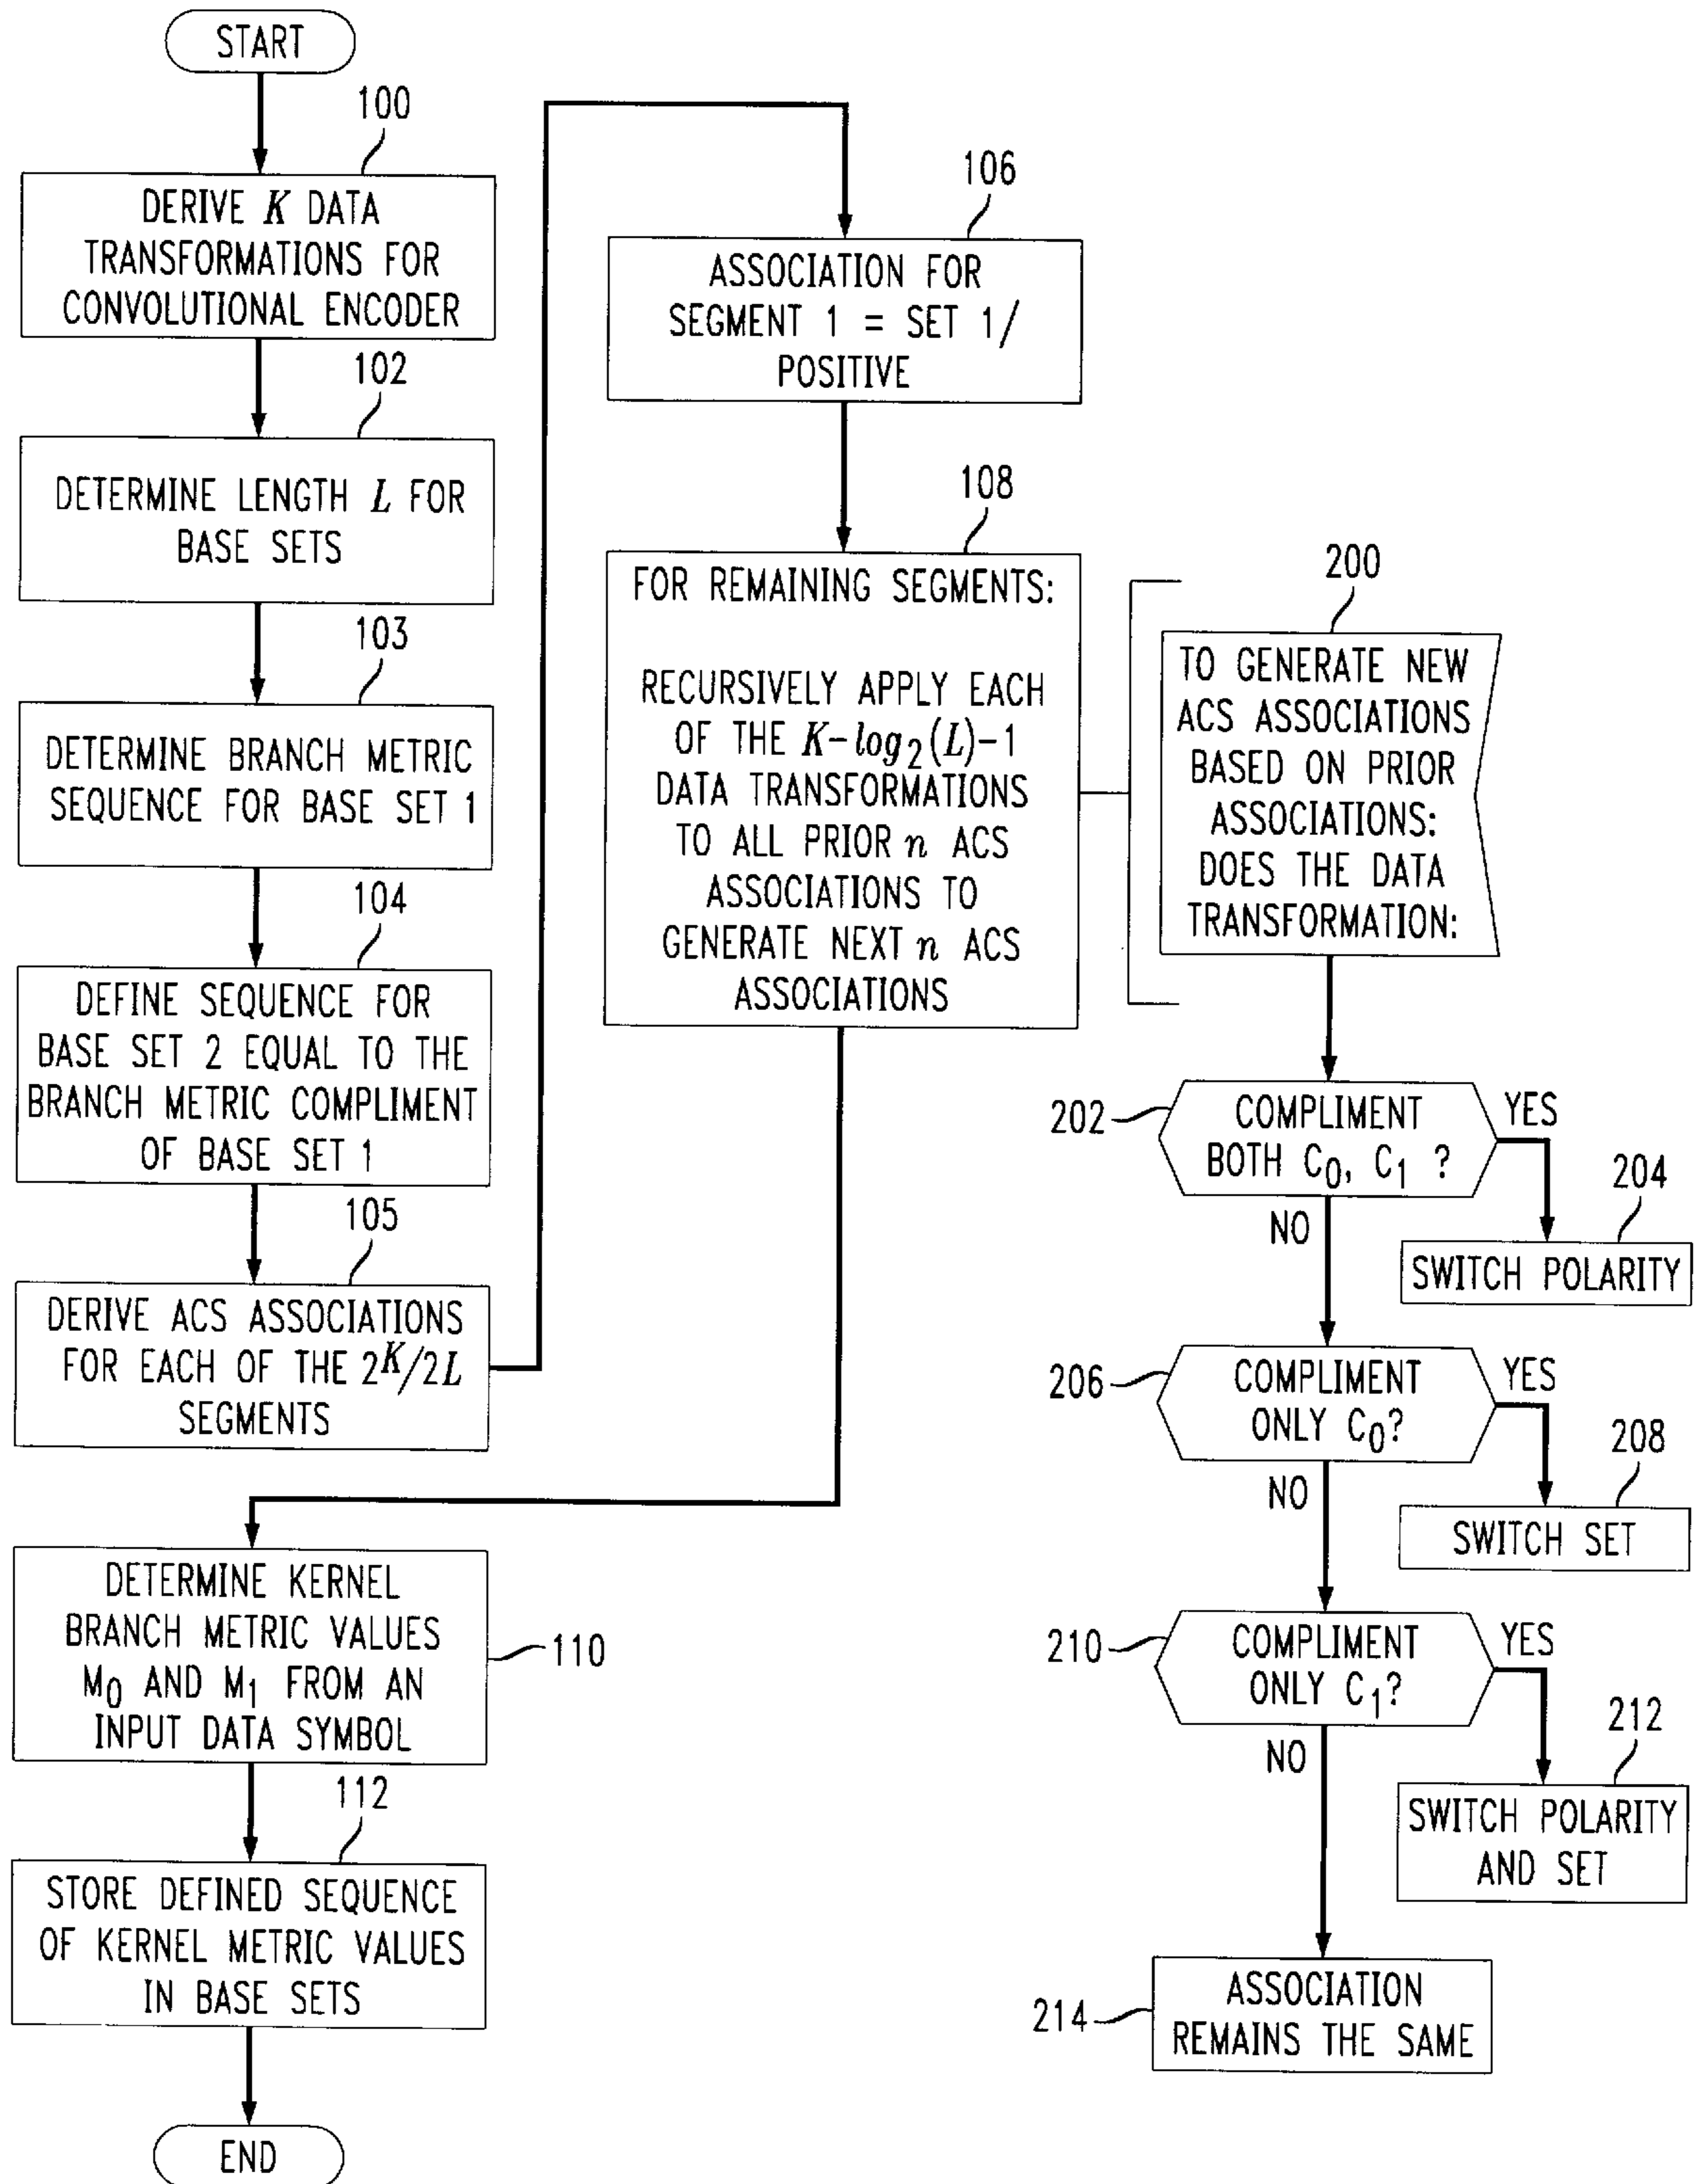 START
100
DERIVE K DATA
TRANSFORMATIONS FOR
CONVOLUTIONAL ENCODER
102
DETERMINE LENGTH L FOR
BASE SETS
103
DETERMINE BRANCH METRIC
SEQUENCE FOR BASE SET 1
104
DEFINE SEQUENCE FOR
BASE SET 2 EQUAL TO THE
BRANCH METRIC COMPLIMENT
OF BASE SET 1
105
DERIVE ACS ASSOCIATIONS
FOR EACH OF THE 2^K/2L
SEGMENTS
106
ASSOCIATION FOR
SEGMENT 1 = SET 1/
POSITIVE
108
FOR REMAINING SEGMENTS:
RECURSIVELY APPLY EACH
OF THE K-log₂(L)-1
DATA TRANSFORMATIONS
TO ALL PRIOR n ACS
ASSOCIATIONS TO
GENERATE NEXT n ACS
ASSOCIATIONS
200
TO GENERATE NEW
ACS ASSOCIATIONS
BASED ON PRIOR
ASSOCIATIONS:
DOES THE DATA
TRANSFORMATION:
202
COMPLIMENT
BOTH C₀, C₁ ?
YES
204
SWITCH POLARITY
NO
206
COMPLIMENT
ONLY C₀?
YES
208
SWITCH SET
NO
210
COMPLIMENT
ONLY C₁?
YES
212
SWITCH POLARITY
AND SET
NO
214
ASSOCIATION
REMAINS THE SAME
DETERMINE KERNEL
BRANCH METRIC VALUES
M₀ AND M₁ FROM AN
INPUT DATA SYMBOL
110
112
STORE DEFINED SEQUENCE
OF KERNEL METRIC VALUES
IN BASE SETS
END